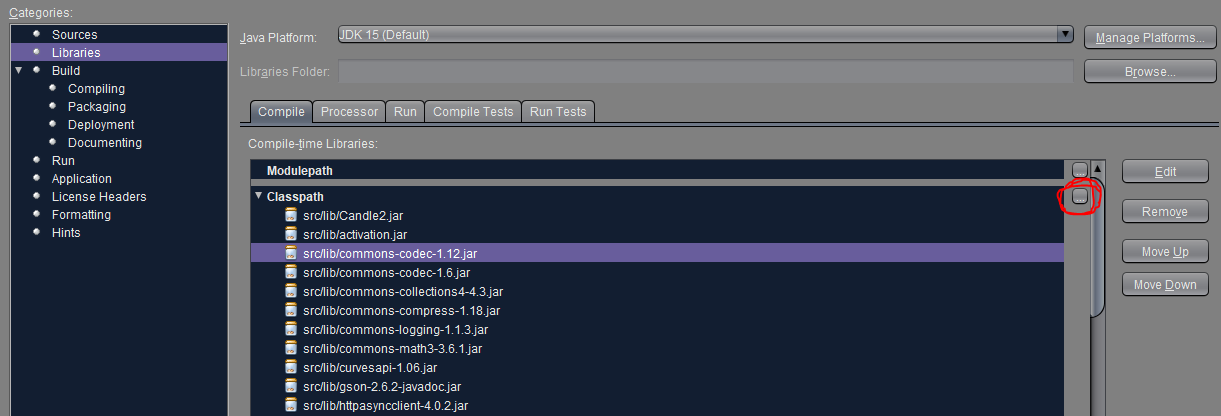 Categories:
Sources
Libraries
Build
Compiling
Packaging
Deployment
Documenting
Run
Application
License Headers
Formatting
Hints
Java Platform: JDK 15 (Default) Manage Platforms...
Libraries Folder: Browse...
Compile Processor Run Compile Tests Run Tests
Compile-time Libraries:
Modulepath ...
Classpath ...
src/lib/Candle2.jar
src/lib/activation.jar
src/lib/commons-codec-1.12.jar
src/lib/commons-codec-1.6.jar
src/lib/commons-collections4-4.3.jar
src/lib/commons-compress-1.18.jar
src/lib/commons-logging-1.1.3.jar
src/lib/commons-math3-3.6.1.jar
src/lib/curvesapi-1.06.jar
src/lib/gson-2.6.2-javadoc.jar
src/lib/httpasyncclient-4.0.2.jar
Edit
Remove
Move Up
Move Down